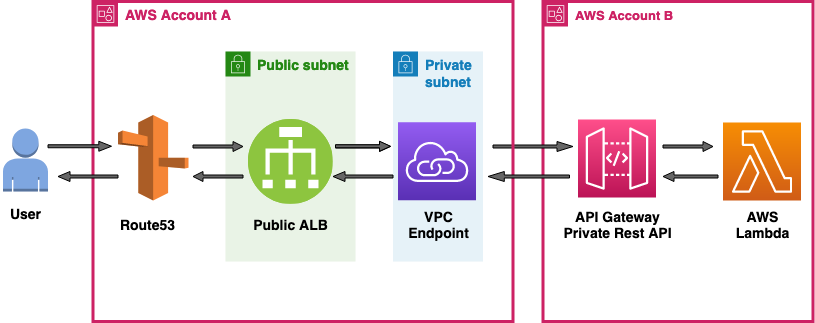 AWS Account A
AWS Account B
Public subnet
Private
subnet
</>
User
Route53
Public ALB
VPC
Endpoint
API Gateway
Private Rest API
AWS
Lambda